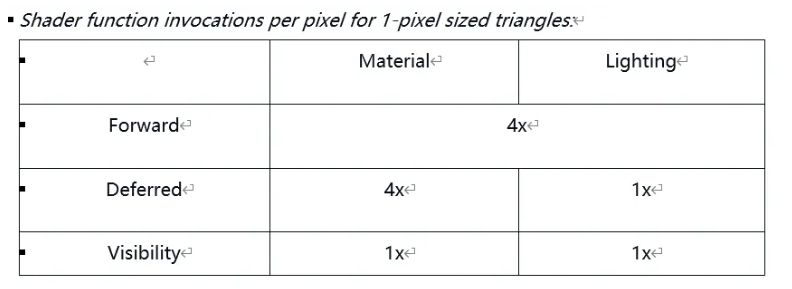 ▪ Shader function invocations per pixel for 1-pixel sized triangles:
Material Lighting
Forward 4x
Deferred 4x 1x
Visibility 1x 1x